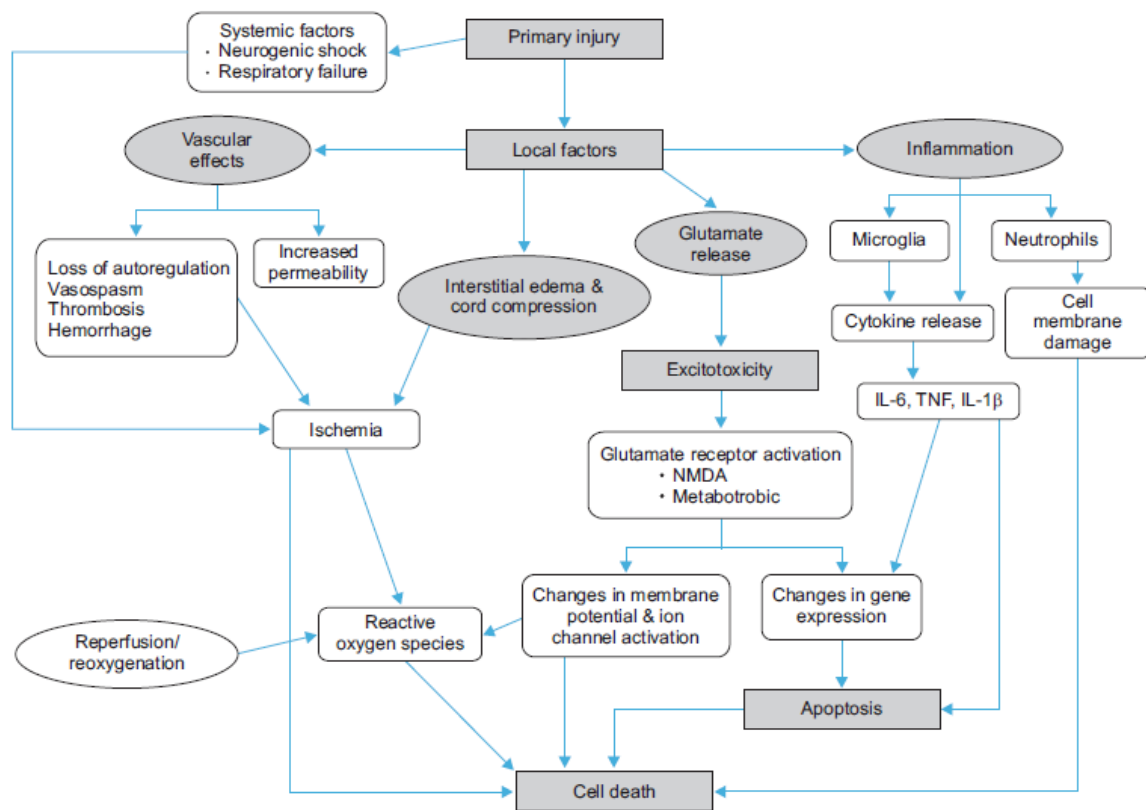 Systemic factors
· Neurogenic shock
· Respiratory failure
Primary injury
Vascular
effects
Local factors
Inflammation
Loss of autoregulation
Vasospasm
Thrombosis
Hemorrhage
Increased
permeability
Interstitial edema &
cord compression
Glutamate
release
Microglia
Neutrophils
Cytokine release
Cell
membrane
damage
Excitotoxicity
IL-6, TNF, IL-1β
Ischemia
Glutamate receptor activation
· NMDA
· Metabotrobic
Reperfusion/
reoxygenation
Reactive
oxygen species
Changes in membrane
potential & ion
channel activation
Changes in gene
expression
Apoptosis
Cell death